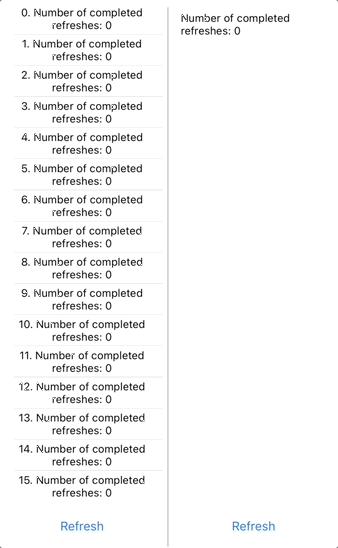 0. Number of completed
refreshes: 0
1. Number of completed
refreshes: 0
2. Number of completed
refreshes: 0
3. Number of completed
refreshes: 0
4. Number of completed
refreshes: 0
5. Number of completed
refreshes: 0
6. Number of completed
refreshes: 0
7. Number of completed
refreshes: 0
8. Number of completed
refreshes: 0
9. Number of completed
refreshes: 0
10. Number of completed
refreshes: 0
11. Number of completed
refreshes: 0
12. Number of completed
refreshes: 0
13. Number of completed
refreshes: 0
14. Number of completed
refreshes: 0
15. Number of completed
refreshes: 0
Refresh
Number of completed
refreshes: 0
Refresh